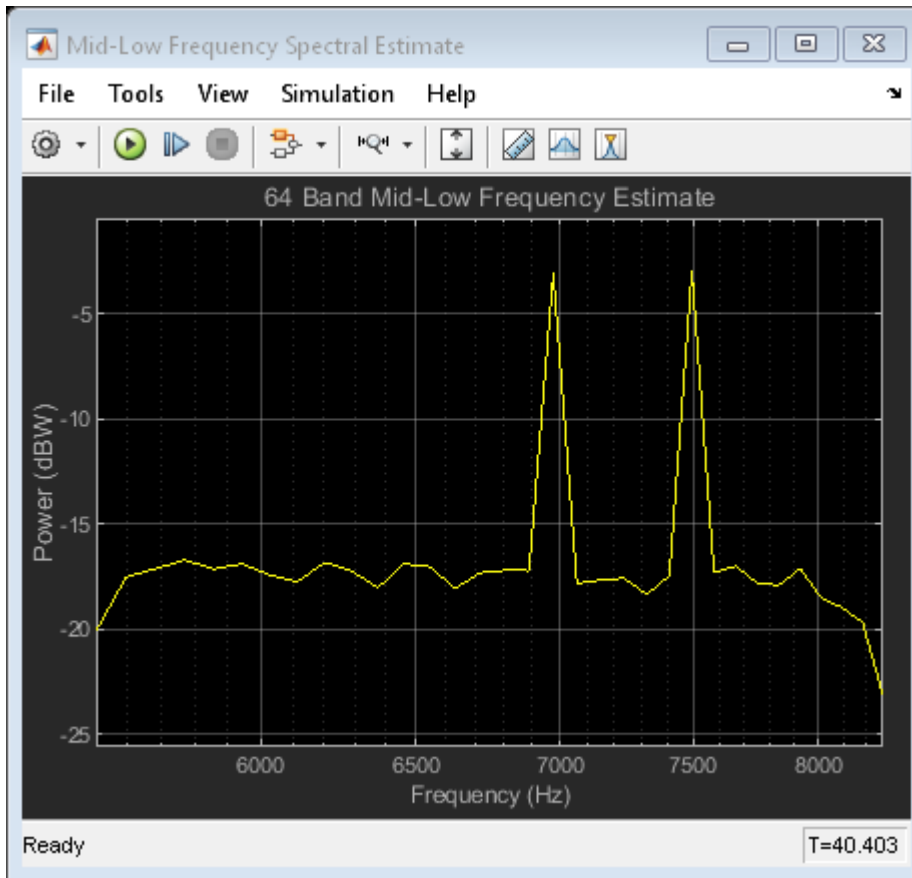 Mid-Low Frequency Spectral Estimate
File Tools View Simulation Help
64 Band Mid-Low Frequency Estimate
-5
-10
-15
-20
-25
Power (dBW)
6000 6500 7000 7500 8000
Frequency (Hz)
Ready T=40.403